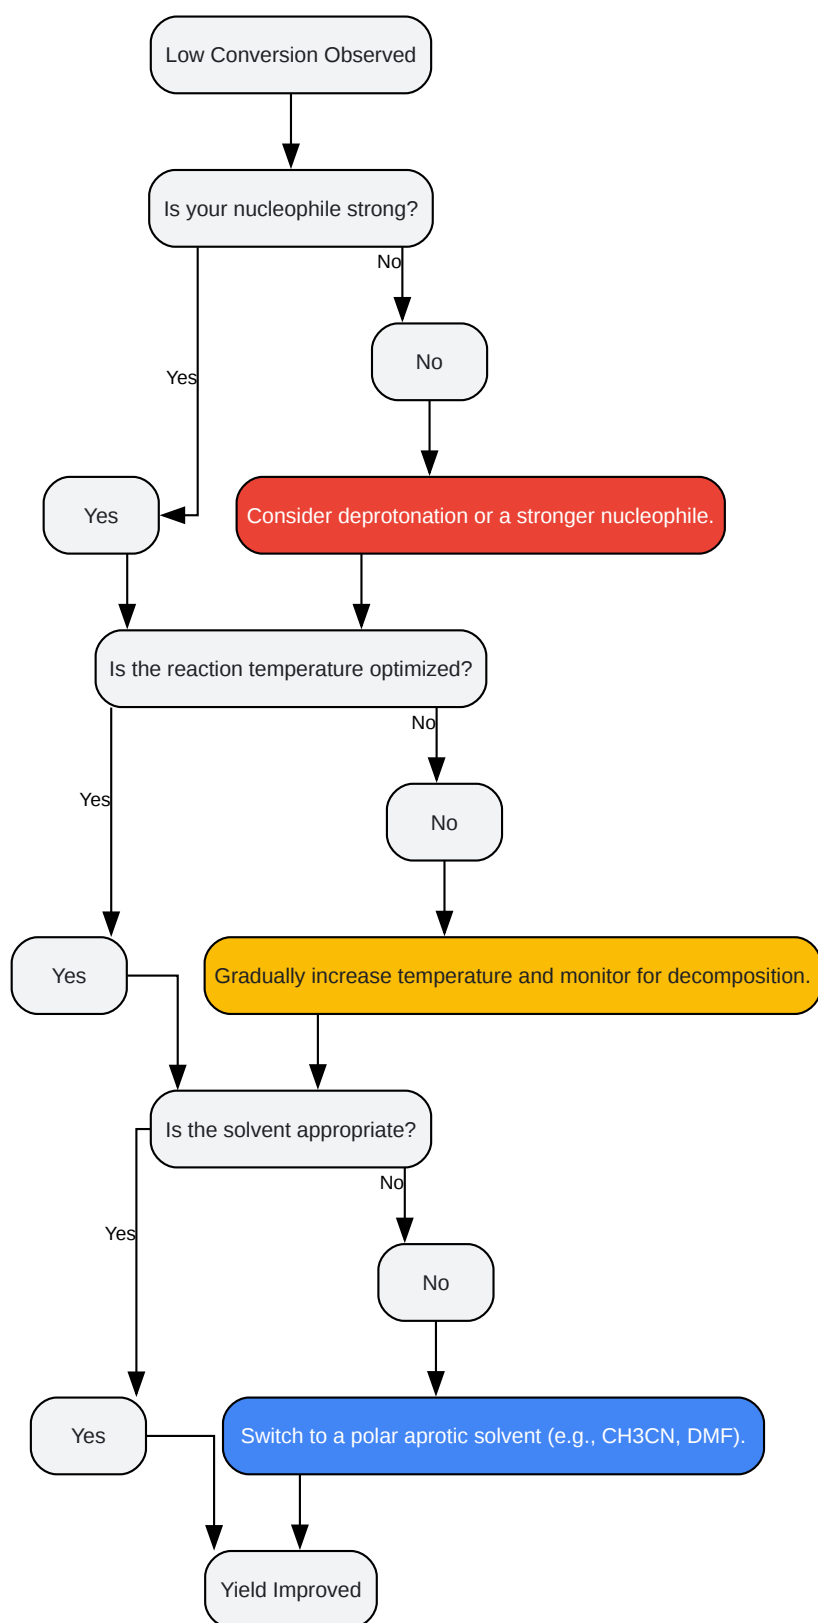 Low Conversion Observed
Is your nucleophile strong?
No
Yes
No
Yes
Consider deprotonation or a stronger nucleophile.
Is the reaction temperature optimized?
No
Yes
No
Yes
Gradually increase temperature and monitor for decomposition.
Is the solvent appropriate?
No
Yes
No
Yes
Switch to a polar aprotic solvent (e.g., CH3CN, DMF).
Yield Improved